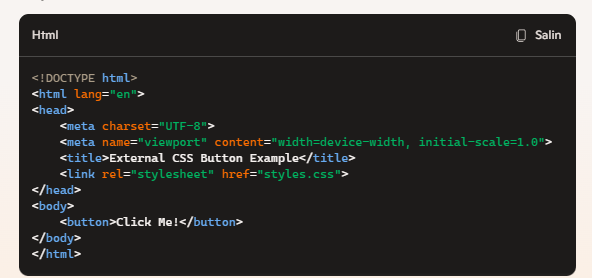 Html
Salin
<!DOCTYPE html>
<html lang="en">
<head>
    <meta charset="UTF-8">
    <meta name="viewport" content="width=device-width, initial-scale=1.0">
    <title>External CSS Button Example</title>
    <link rel="stylesheet" href="styles.css">
</head>
<body>
    <button>Click Me!</button>
</body>
</html>